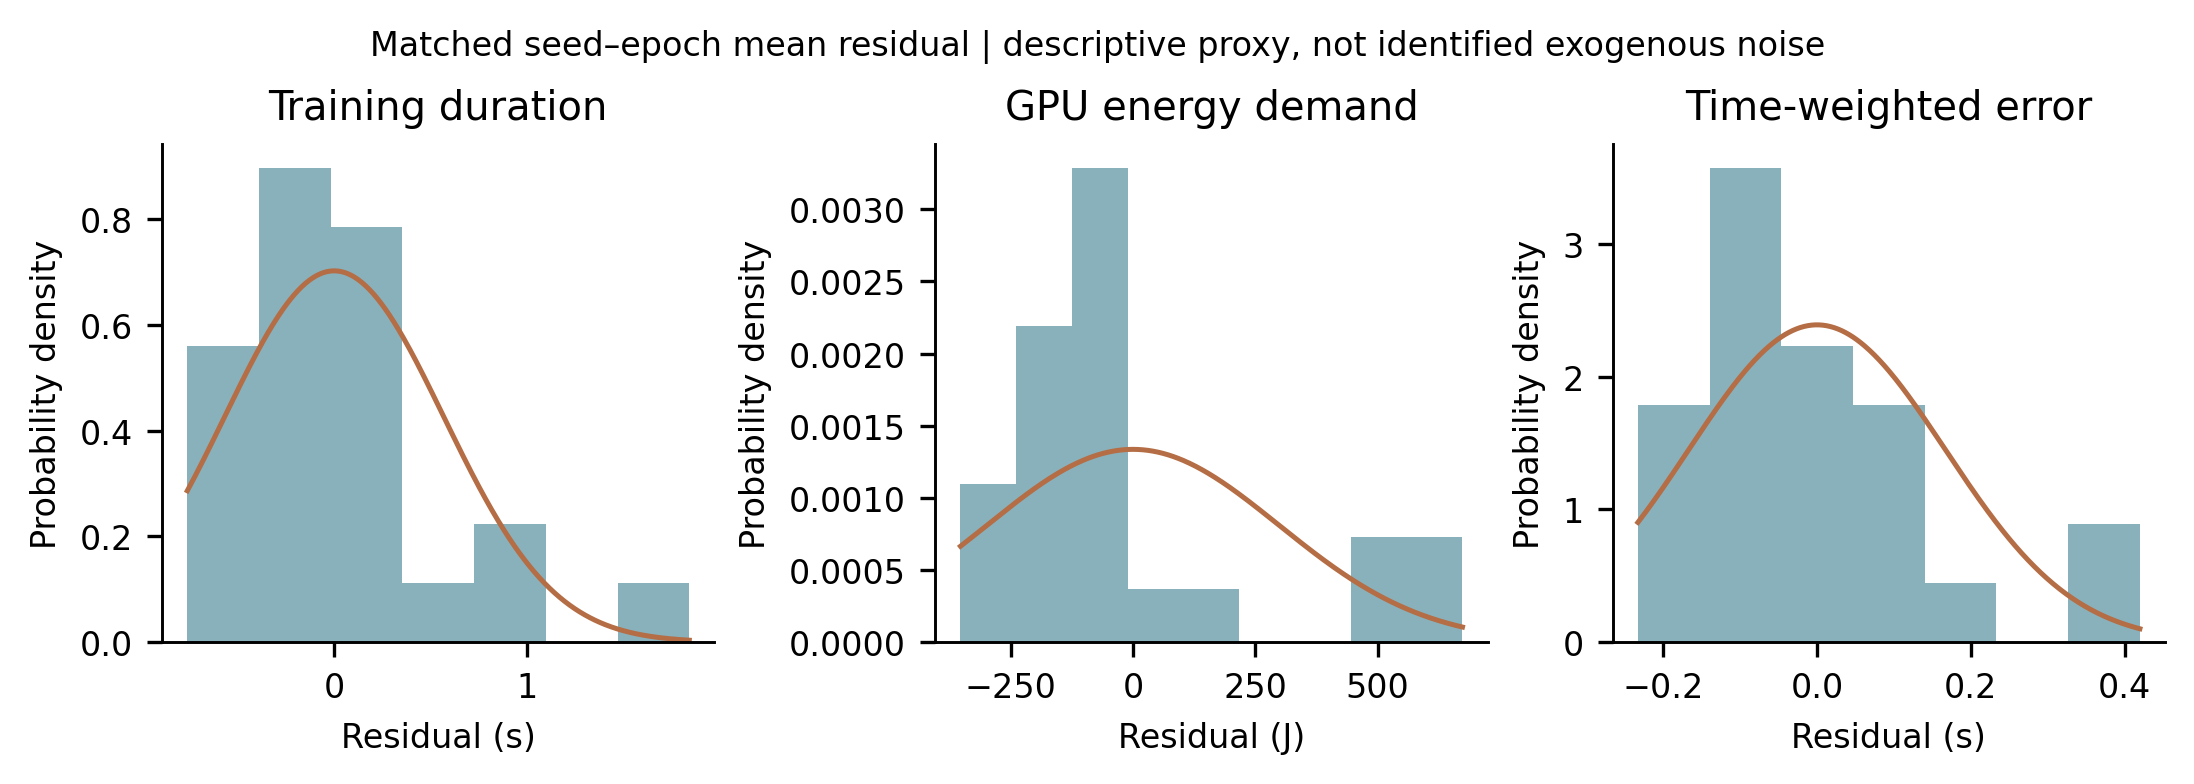 Matched seed–epoch mean residual | descriptive proxy, not identified exogenous noise
Training duration
Probability density
0.8
0.6
0.4
0.2
0.0
0
1
Residual (s)
GPU energy demand
Probability density
0.0030
0.0025
0.0020
0.0015
0.0010
0.0005
0.0000
−250
0
250
500
Residual (J)
Time-weighted error
Probability density
3
2
1
0
−0.2
0.0
0.2
0.4
Residual (s)